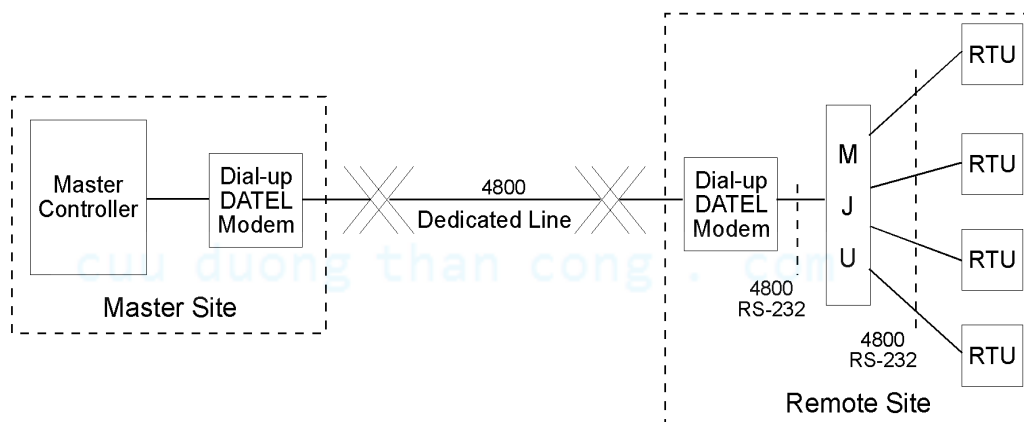 Master
Controller
Dial-up
DATEL
Modem
Master Site
4800
Dedicated Line
Dial-up
DATEL
Modem
4800
RS-232
M
J
U
4800
RS-232
RTU
RTU
RTU
RTU
Remote Site
cuu duong than cong . com